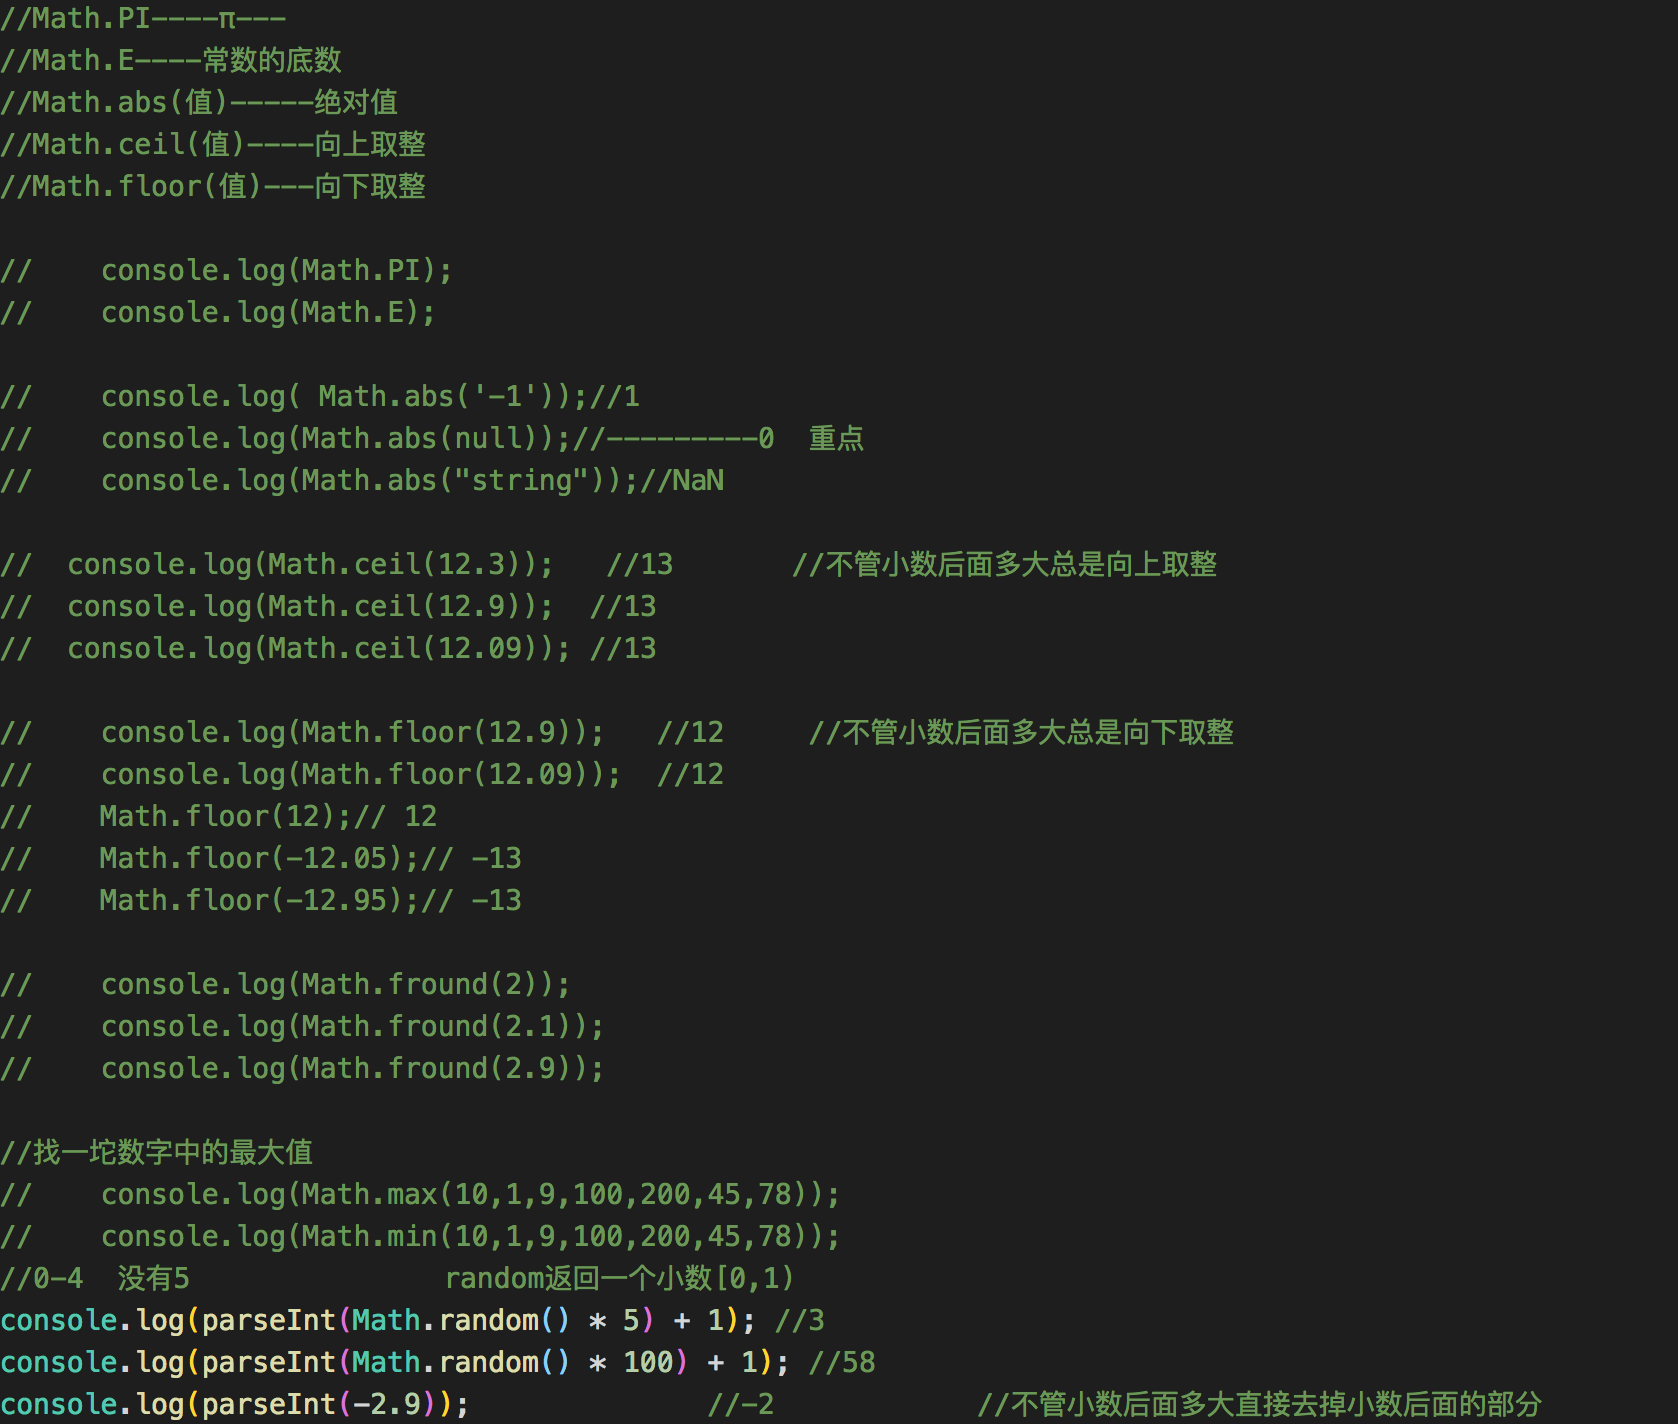 //Math.PI----π---
//Math.E----常数的底数
//Math.abs(值)-----绝对值
//Math.ceil(值)----向上取整
//Math.floor(值)---向下取整
//    console.log(Math.PI);
//    console.log(Math.E);
//    console.log( Math.abs('-1'));//1
//    console.log(Math.abs(null));//---------0  重点
//    console.log(Math.abs("string"));//NaN
//  console.log(Math.ceil(12.3));   //13       //不管小数后面多大总是向上取整
//  console.log(Math.ceil(12.9));  //13
//  console.log(Math.ceil(12.09)); //13
//    console.log(Math.floor(12.9));   //12     //不管小数后面多大总是向下取整
//    console.log(Math.floor(12.09));  //12
//    Math.floor(12);// 12
//    Math.floor(-12.05);// -13
//    Math.floor(-12.95);// -13
//    console.log(Math.fround(2));
//    console.log(Math.fround(2.1));
//    console.log(Math.fround(2.9));
//找一坨数字中的最大值
//    console.log(Math.max(10,1,9,100,200,45,78));
//    console.log(Math.min(10,1,9,100,200,45,78));
//0-4  没有5               random返回一个小数[0,1)
console.log(parseInt(Math.random() * 5) + 1); //3
console.log(parseInt(Math.random() * 100) + 1); //58
console.log(parseInt(-2.9));              //-2            //不管小数后面多大直接去掉小数后面的部分